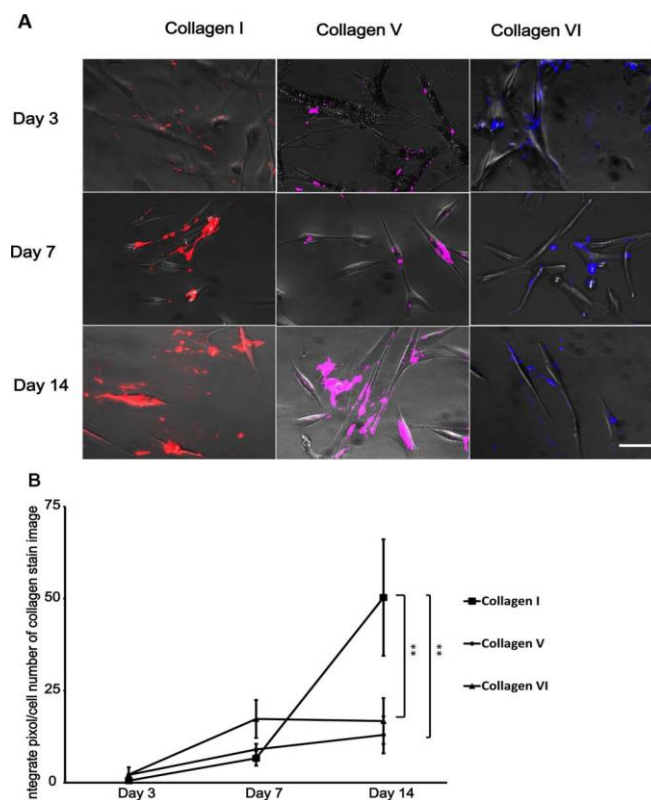 A
Collagen I Collagen V Collagen VI
Day 3
Day 7
Day 14
B
ntegrate pixol/cell number of collagen stain image
75
50
25
0
Day 3 Day 7 Day 14
**
**
Collagen I
Collagen V
Collagen VI